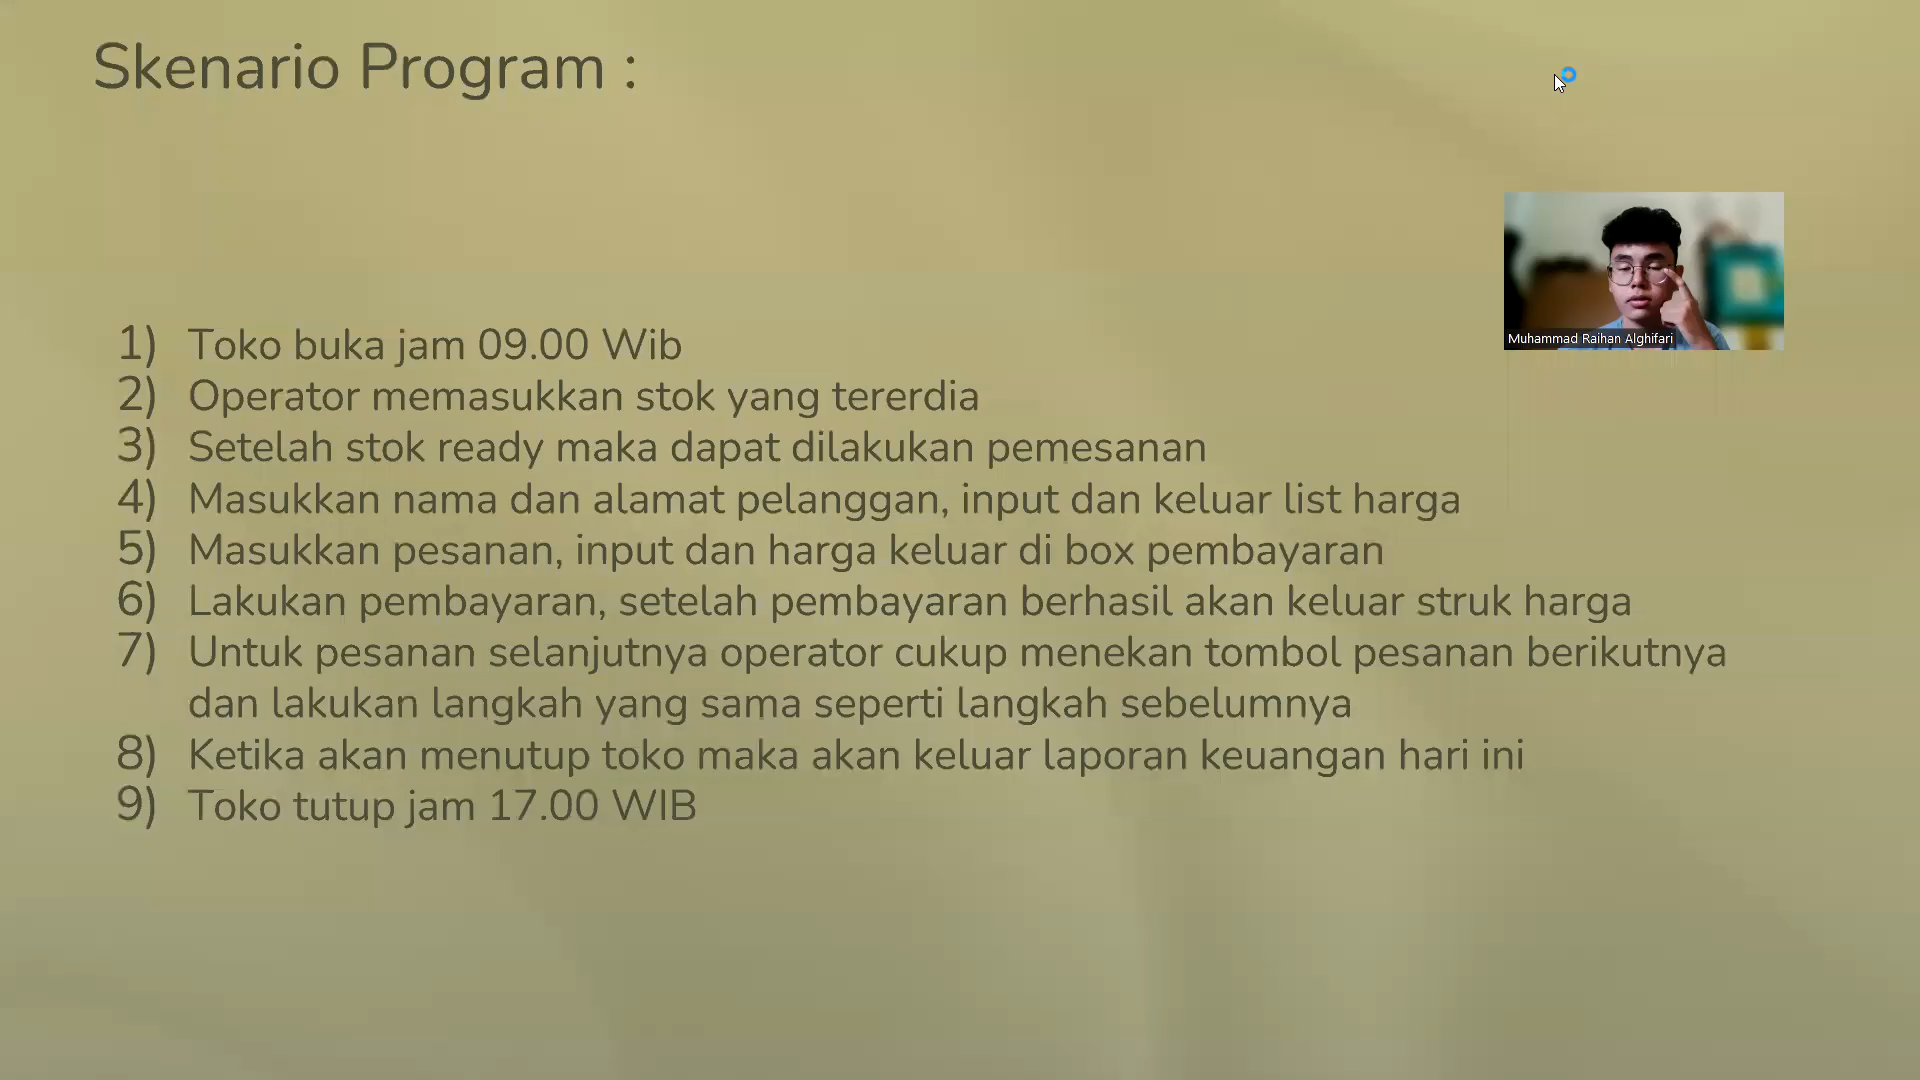 Skenario Program :
Muhammad Raihan Alghifari
1) Toko buka jam 09.00 Wib
2) Operator memasukkan stok yang tererdia
3) Setelah stok ready maka dapat dilakukan pemesanan
4) Masukkan nama dan alamat pelanggan, input dan keluar list harga
5) Masukkan pesanan, input dan harga keluar di box pembayaran
6) Lakukan pembayaran, setelah pembayaran berhasil akan keluar struk harga
7) Untuk pesanan selanjutnya operator cukup menekan tombol pesanan berikutnya
dan lakukan langkah yang sama seperti langkah sebelumnya
8) Ketika akan menutup toko maka akan keluar laporan keuangan hari ini
9) Toko tutup jam 17.00 WIB